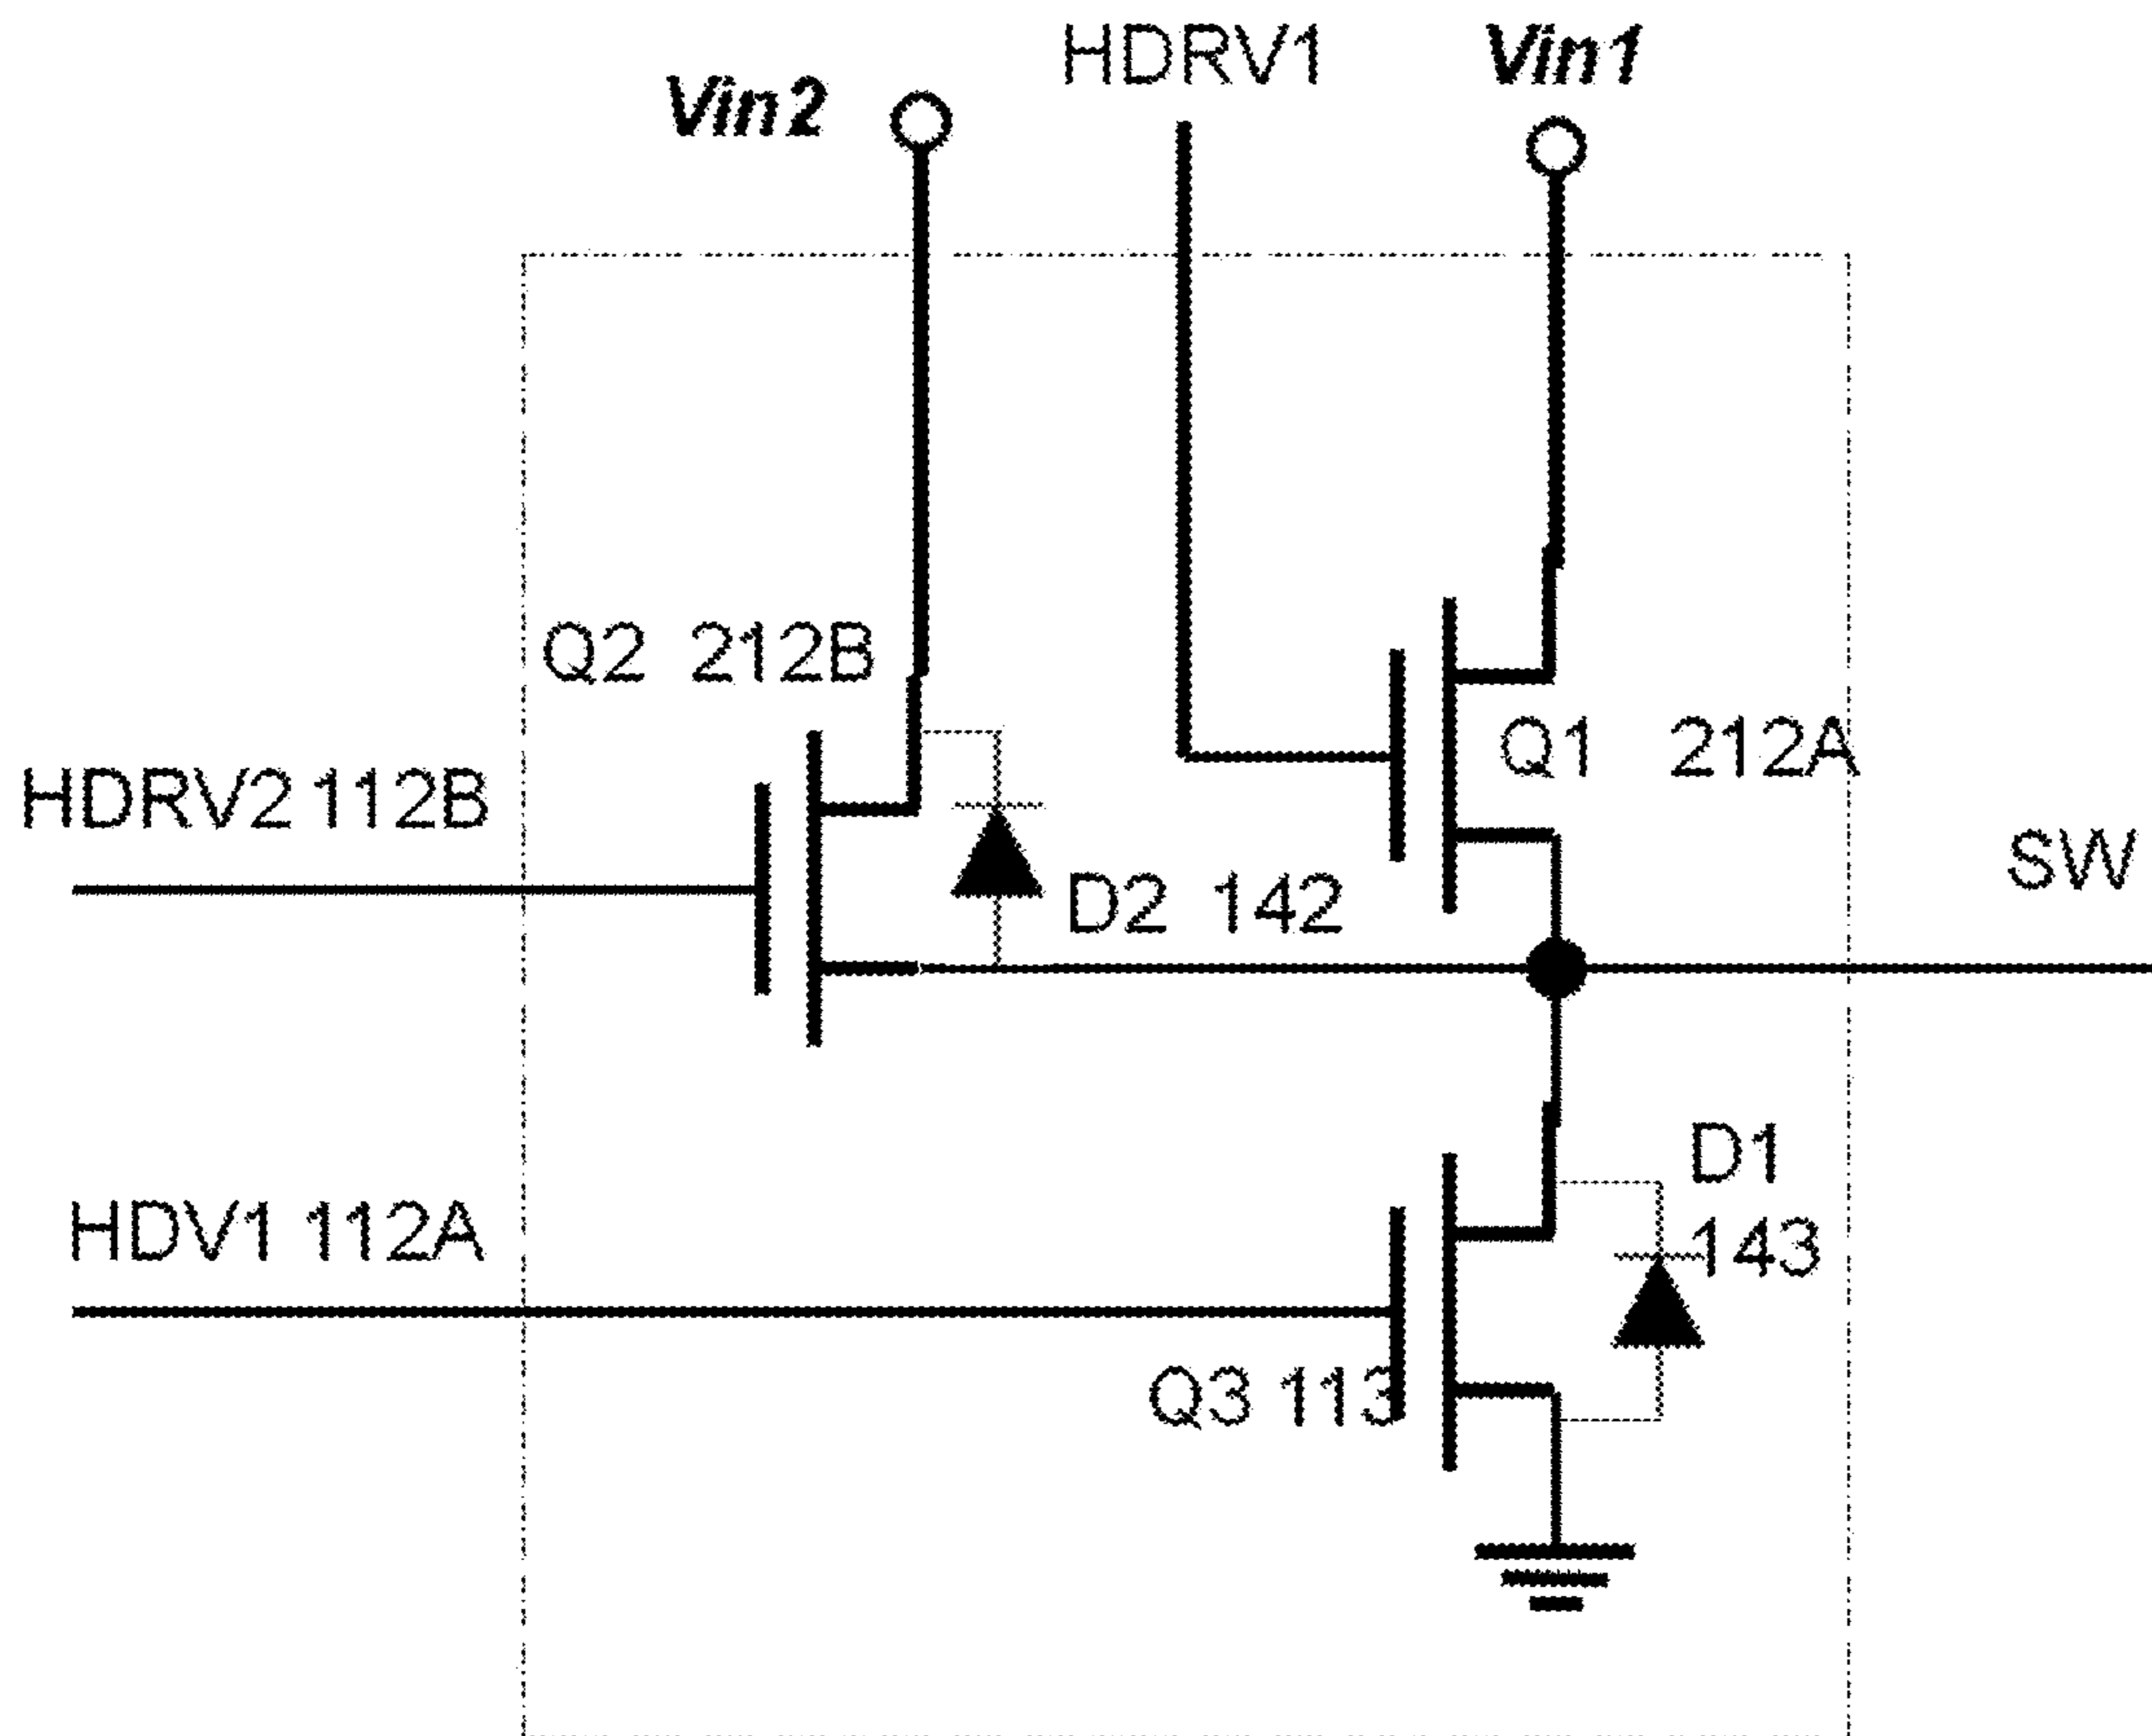 HDRV1
Vin1
Vin2
Q2 212B
Q1 212A
HDRV2 112B
SW
D2 142
D1
143
HDV1 112A
Q3 113